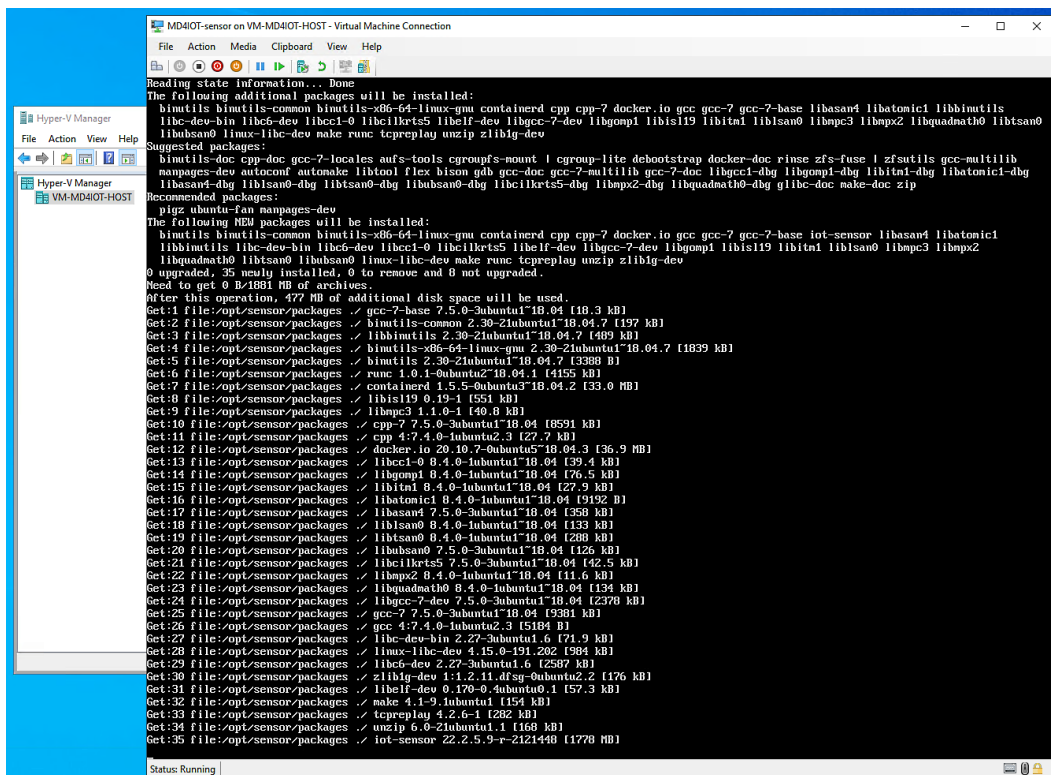 MD4IOT-sensor on VM-MD4IOT-HOST - Virtual Machine Connection
File Action Media Clipboard View Help
Hyper-V Manager
File Action View Help
Hyper-V Manager
VM-MD4IOT-HOST
Reading state information... Done
The following additional packages will be installed:
binutils binutils-common binutils-x86-64-linux-gnu containerd cpp cpp-7 docker.io gcc gcc-7 gcc-7-base libasan4 libatomic1 libbinutils
libc-dev-bin libc6-dev libcc1-0 libcilkrts5 libelf-dev libgcc-7-dev libgomp1 libisl19 libitm1 liblsan0 libmpc3 libmpx2 libquadmath0 libtsan0
libubsan0 linux-libc-dev make runc tcpreplay unzip zlib1g-dev
Suggested packages:
binutils-doc cpp-doc gcc-7-locales aufs-tools cgroupfs-mount | cgroup-lite debootstrap docker-doc rinse zfs-fuse | zfsutils gcc-multilib
manpages-dev autoconf automake libtool flex bison gdb gcc-doc gcc-7-multilib gcc-7-doc libgcc1-dbg libgomp1-dbg libitm1-dbg libatomic1-dbg
libasan4-dbg liblsan0-dbg libtsan0-dbg libubsan0-dbg libcilkrts5-dbg libmpx2-dbg libquadmath0-dbg glibc-doc make-doc zip
Recommended packages:
pigz ubuntu-fan manpages-dev
The following NEW packages will be installed:
binutils binutils-common binutils-x86-64-linux-gnu containerd cpp cpp-7 docker.io gcc gcc-7 gcc-7-base iot-sensor libasan4 libatomic1
libbinutils libc-dev-bin libc6-dev libcc1-0 libcilkrts5 libelf-dev libgcc-7-dev libgomp1 libisl19 libitm1 liblsan0 libmpc3 libmpx2
libquadmath0 libtsan0 libubsan0 linux-libc-dev make runc tcpreplay unzip zlib1g-dev
0 upgraded, 35 newly installed, 0 to remove and 8 not upgraded.
Need to get 0 B/1881 MB of archives.
After this operation, 477 MB of additional disk space will be used.
Get:1 file:/opt/sensor/packages ./ gcc-7-base 7.5.0-3ubuntu1~18.04 [18.3 kB]
Get:2 file:/opt/sensor/packages ./ binutils-common 2.30-21ubuntu1~18.04.7 [197 kB]
Get:3 file:/opt/sensor/packages ./ libbinutils 2.30-21ubuntu1~18.04.7 [489 kB]
Get:4 file:/opt/sensor/packages ./ binutils-x86-64-linux-gnu 2.30-21ubuntu1~18.04.7 [1839 kB]
Get:5 file:/opt/sensor/packages ./ binutils 2.30-21ubuntu1~18.04.7 [3388 B]
Get:6 file:/opt/sensor/packages ./ runc 1.0.1-0ubuntu2~18.04.1 [4155 kB]
Get:7 file:/opt/sensor/packages ./ containerd 1.5.5-0ubuntu3~18.04.2 [33.0 MB]
Get:8 file:/opt/sensor/packages ./ libisl19 0.19-1 [551 kB]
Get:9 file:/opt/sensor/packages ./ libmpc3 1.1.0-1 [40.8 kB]
Get:10 file:/opt/sensor/packages ./ cpp-7 7.5.0-3ubuntu1~18.04 [8591 kB]
Get:11 file:/opt/sensor/packages ./ cpp 4:7.4.0-1ubuntu2.3 [27.7 kB]
Get:12 file:/opt/sensor/packages ./ docker.io 20.10.7-0ubuntu5~18.04.3 [36.9 MB]
Get:13 file:/opt/sensor/packages ./ libcc1-0 8.4.0-1ubuntu1~18.04 [39.4 kB]
Get:14 file:/opt/sensor/packages ./ libgomp1 8.4.0-1ubuntu1~18.04 [76.5 kB]
Get:15 file:/opt/sensor/packages ./ libitm1 8.4.0-1ubuntu1~18.04 [27.9 kB]
Get:16 file:/opt/sensor/packages ./ libatomic1 8.4.0-1ubuntu1~18.04 [9192 B]
Get:17 file:/opt/sensor/packages ./ libasan4 7.5.0-3ubuntu1~18.04 [358 kB]
Get:18 file:/opt/sensor/packages ./ liblsan0 8.4.0-1ubuntu1~18.04 [133 kB]
Get:19 file:/opt/sensor/packages ./ libtsan0 8.4.0-1ubuntu1~18.04 [288 kB]
Get:20 file:/opt/sensor/packages ./ libubsan0 7.5.0-3ubuntu1~18.04 [126 kB]
Get:21 file:/opt/sensor/packages ./ libcilkrts5 7.5.0-3ubuntu1~18.04 [42.5 kB]
Get:22 file:/opt/sensor/packages ./ libmpx2 8.4.0-1ubuntu1~18.04 [11.6 kB]
Get:23 file:/opt/sensor/packages ./ libquadmath0 8.4.0-1ubuntu1~18.04 [134 kB]
Get:24 file:/opt/sensor/packages ./ libgcc-7-dev 7.5.0-3ubuntu1~18.04 [2378 kB]
Get:25 file:/opt/sensor/packages ./ gcc-7 7.5.0-3ubuntu1~18.04 [9381 kB]
Get:26 file:/opt/sensor/packages ./ gcc 4:7.4.0-1ubuntu2.3 [5184 B]
Get:27 file:/opt/sensor/packages ./ libc-dev-bin 2.27-3ubuntu1.6 [71.9 kB]
Get:28 file:/opt/sensor/packages ./ linux-libc-dev 4.15.0-191.202 [984 kB]
Get:29 file:/opt/sensor/packages ./ libc6-dev 2.27-3ubuntu1.6 [2587 kB]
Get:30 file:/opt/sensor/packages ./ zlib1g-dev 1:1.2.11.dfsg-0ubuntu2.2 [176 kB]
Get:31 file:/opt/sensor/packages ./ libelf-dev 0.170-0.4ubuntu0.1 [57.3 kB]
Get:32 file:/opt/sensor/packages ./ make 4.1-9.1ubuntu1 [154 kB]
Get:33 file:/opt/sensor/packages ./ tcpreplay 4.2.6-1 [282 kB]
Get:34 file:/opt/sensor/packages ./ unzip 6.0-21ubuntu1.1 [168 kB]
Get:35 file:/opt/sensor/packages ./ iot-sensor 22.2.5.9-r-2121448 [1778 MB]
Status: Running